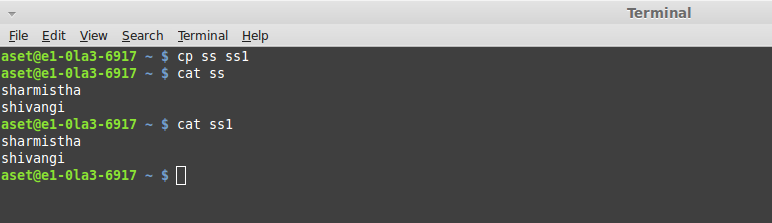 Terminal
File Edit View Search Terminal Help
aset@e1-0la3-6917 ~ $ cp ss ss1
aset@e1-0la3-6917 ~ $ cat ss
sharmistha
shivangi
aset@e1-0la3-6917 ~ $ cat ss1
sharmistha
shivangi
aset@e1-0la3-6917 ~ $